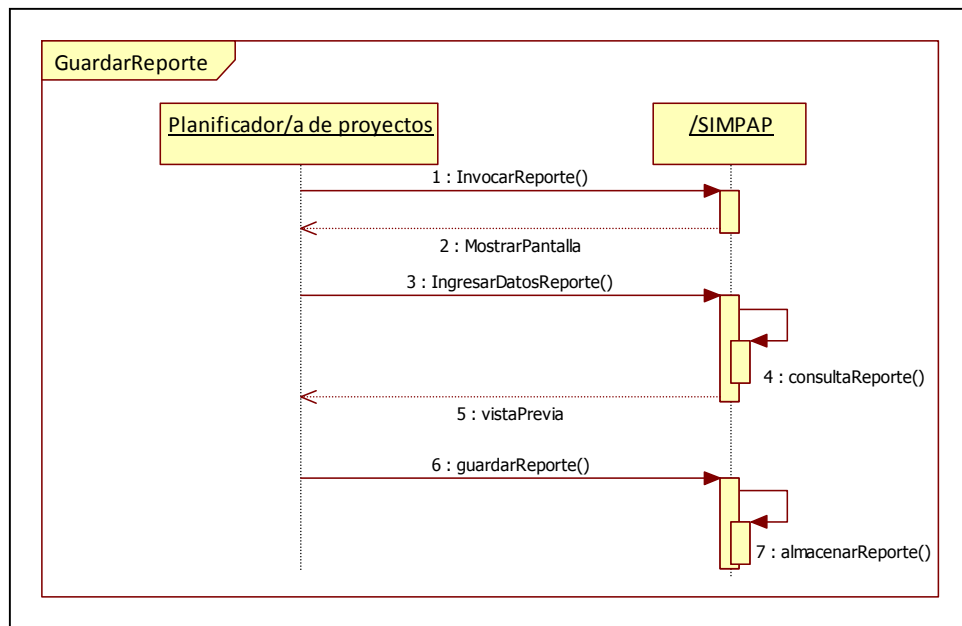 GuardarReporte
Planificador/a de proyectos
/SIMPAP
1 : InvocarReporte()
2 : MostrarPantalla
3 : IngresarDatosReporte()
4 : consultaReporte()
5 : vistaPrevia
6 : guardarReporte()
7 : almacenarReporte()